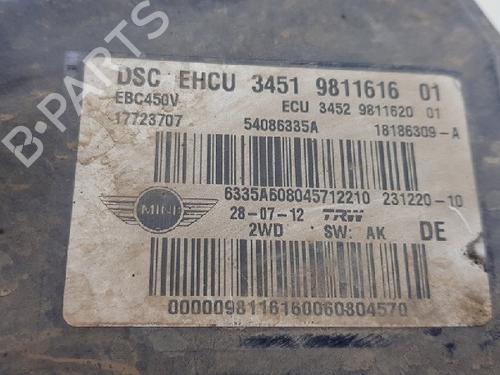 DSC EHCU 3451 9811616 01
EBC450V ECU 3452 9811620 01
17723707 54086335A 18186309-A
6335A608045712210 231220-10
MINI 28-07-12 TRW
2WD SW: AK DE
0000098116160060804570
B-PARTS